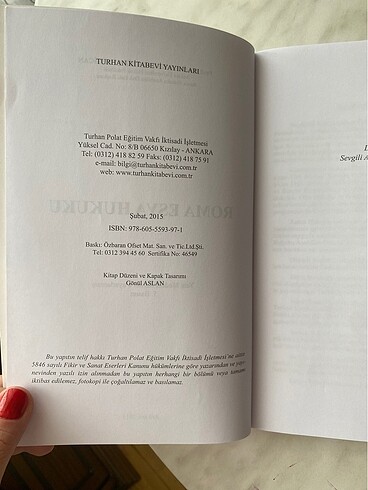 TURHAN KİTABEVİ YAYINLARI
Turhan Polat Eğitim Vakfı İktisadi İşletmesi
Yüksel Cad. No: 8/B 06650 Kızılay - ANKARA
Tel: (0312) 418 82 59 Faks: (0312) 418 75 91
e-mail: bilgi@turhankitabevi.com.tr
web: www.turhankitabevi.com.tr
ROMA EŞYA HUKUKU
Şubat, 2015
ISBN: 978-605-5593-97-1
Baskı: Özbaran Ofset Mat. San. ve Tic.Ltd.Şti.
Tel: 0312 394 45 60 Sertifika No: 46549
Kitap Düzeni ve Kapak Tasarımı
Gönül ASLAN
Bu yapıtın telif hakkı Turhan Polat Eğitim Vakfı İktisadi İşletmesi'ne aittir.
5846 sayılı Fikir ve Sanat Eserleri Kanunu hükümlerine göre yazarından ve
nevinden yazılı izin alınmadan bu yapıtın herhangi bir bölümü veya tamamı
iktibas edilemez, fotokopi ile çoğaltılamaz ve basılamaz.
Sevgili